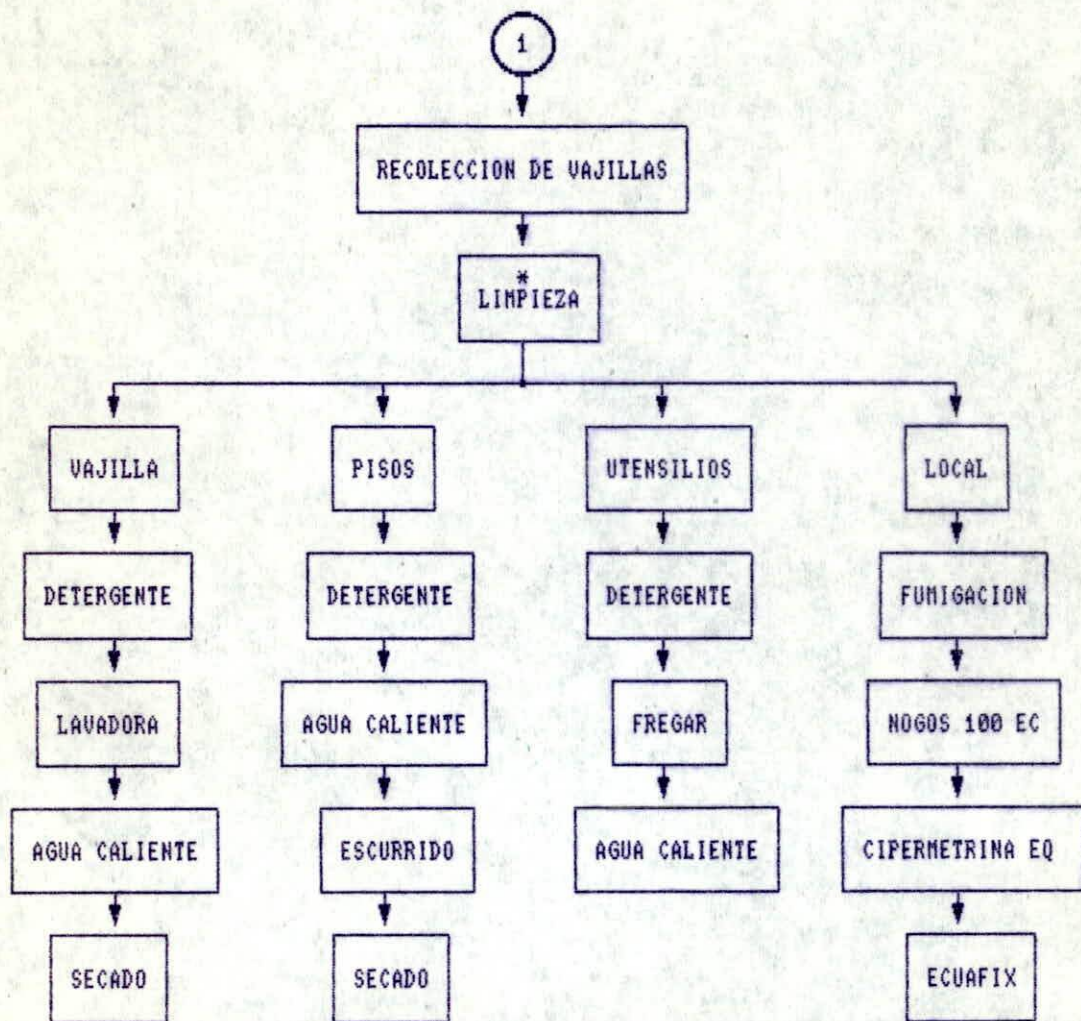 1
RECOLECCION DE VAJILLAS
*
LIMPIEZA
VAJILLA
PISOS
UTENSILIOS
LOCAL
DETERGENTE
DETERGENTE
DETERGENTE
FUMIGACION
LAVADORA
AGUA CALIENTE
FREGAR
NOGOS 100 EC
AGUA CALIENTE
ESCURRIDO
AGUA CALIENTE
CIPERMETRINA EQ
SECADO
SECADO
ECUAFIX